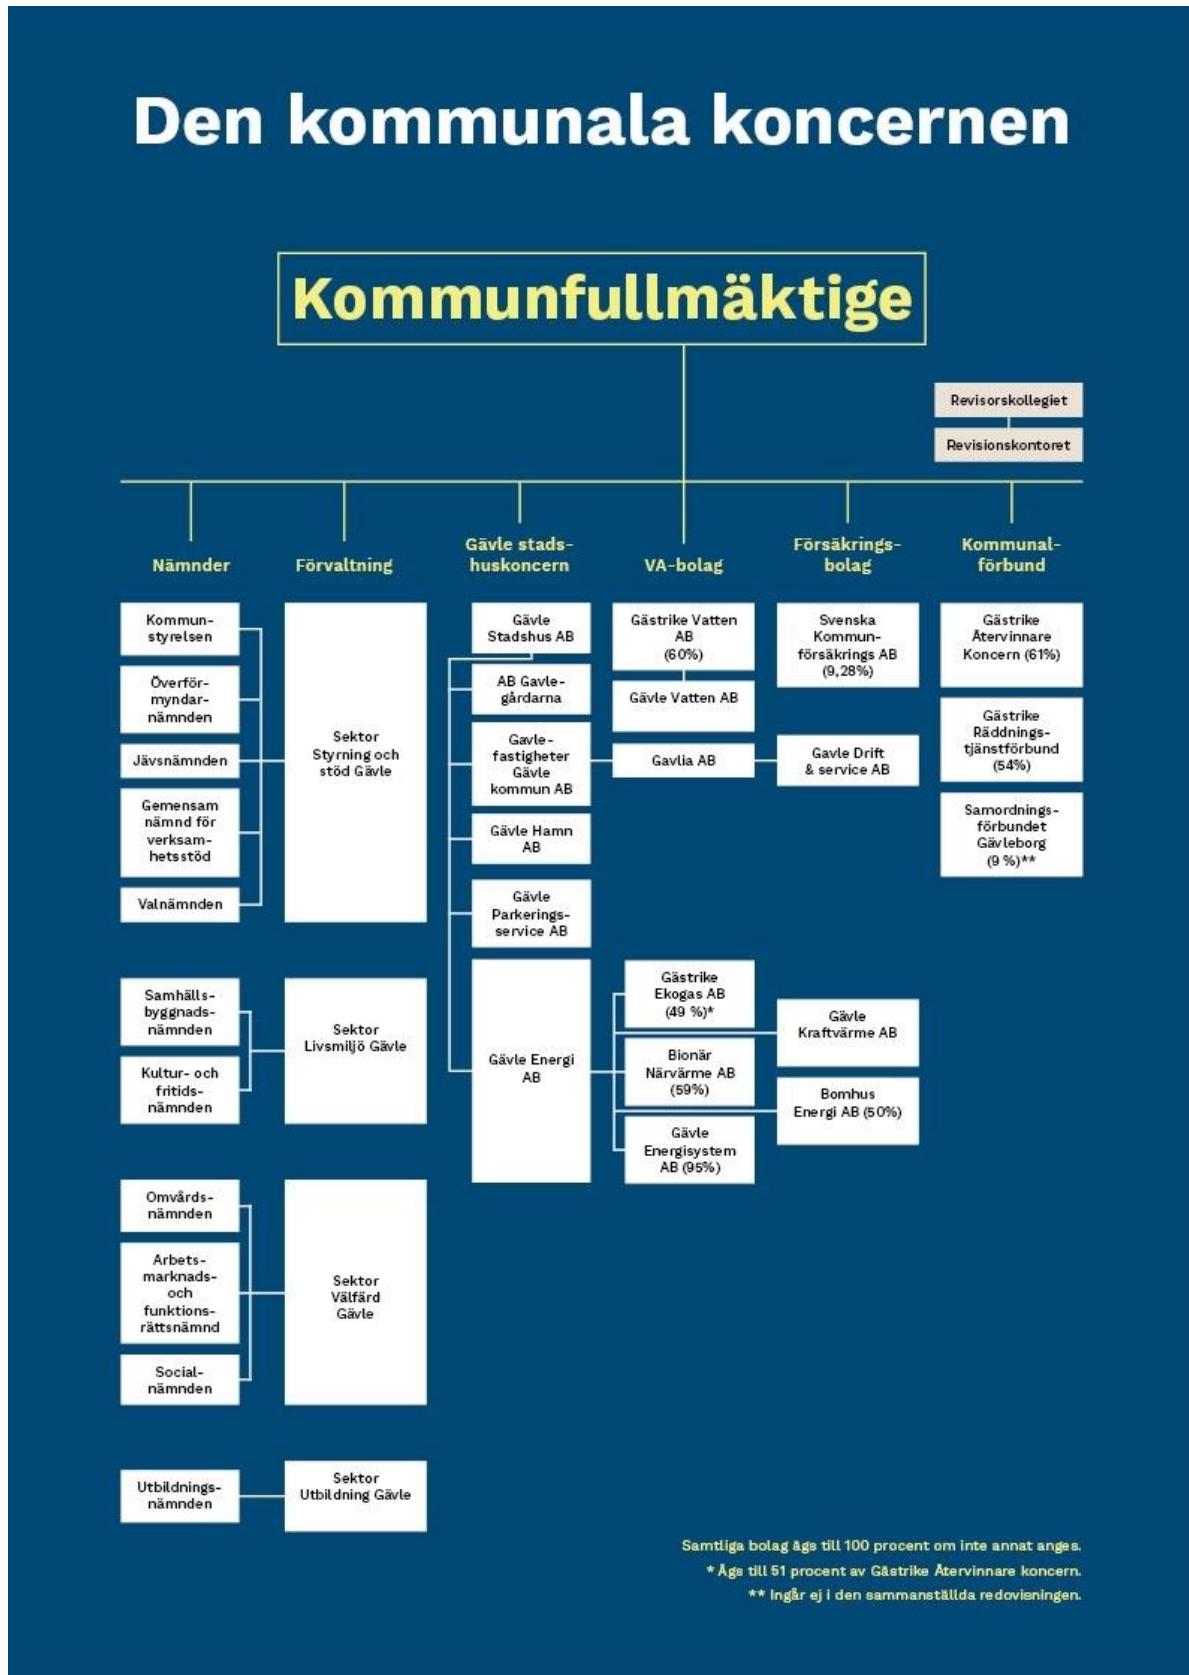 Den kommunala koncernen
Kommunfullmäktige
Revisorskollegiet
Revisionskontoret
Nämnder
Förvaltning
Gävle stads-
huskoncern
VA-bolag
Försäkrings-
bolag
Kommunal-
förbund
Kommun-
styrelsen
Överför-
myndar-
nämnden
Jävsnämnden
Gemensam
nämnd för
verksam-
hetsstöd
Valnämnden
Sektor
Styrning och
stöd Gävle
Samhälls-
byggnads-
nämnden
Kultur- och
fritids-
nämnden
Sektor
Livsmiljö Gävle
Omvårds-
nämnden
Arbets-
marknads-
och
funktions-
rättsnämnd
Social-
nämnden
Sektor
Välfärd
Gävle
Utbildnings-
nämnden
Sektor
Utbildning Gävle
Gävle
Stadshus AB
AB Gavle-
gårdarna
Gavle-
fastigheter
Gävle
kommun AB
Gävle Hamn
AB
Gävle
Parkerings-
service AB
Gävle Energi
AB
Gästrike Vatten
AB
(60%)
Gävle Vatten AB
Gavlia AB
Gästrike
Ekogas AB
(49 %)*
Bionär
Närvärme AB
(59%)
Gävle
Energisystem
AB (95%)
Svenska
Kommun-
försäkrings AB
(9,28%)
Gavle Drift
& service AB
Gävle
Kraftvärme AB
Bomhus
Energi AB (50%)
Gästrike
Återvinnare
Koncern (61%)
Gästrike
Räddnings-
tjänstförbund
(54%)
Samordnings-
förbundet
Gävleborg
(9 %)**
Samtliga bolag ägs till 100 procent om inte annat anges.
* Ägs till 51 procent av Gästrike Återvinnare koncern.
** Ingår ej i den sammanställda redovisningen.